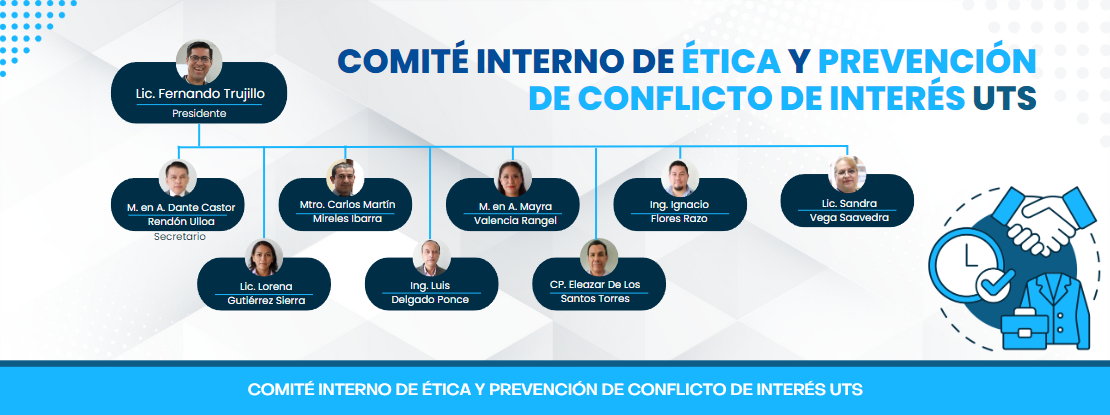 COMITÉ INTERNO DE ÉTICA Y PREVENCIÓN
DE CONFLICTO DE INTERÉS UTS
Lic. Fernando Trujillo
Presidente
M. en A. Dante Castor
Rendón Ulloa
Secretario
Mtro. Carlos Martín
Mireles Ibarra
M. en A. Mayra
Valencia Rangel
Ing. Ignacio
Flores Razo
Lic. Sandra
Vega Saavedra
Lic. Lorena
Gutiérrez Sierra
Ing. Luis
Delgado Ponce
CP. Eleazar De Los
Santos Torres
COMITÉ INTERNO DE ÉTICA Y PREVENCIÓN DE CONFLICTO DE INTERÉS UTS